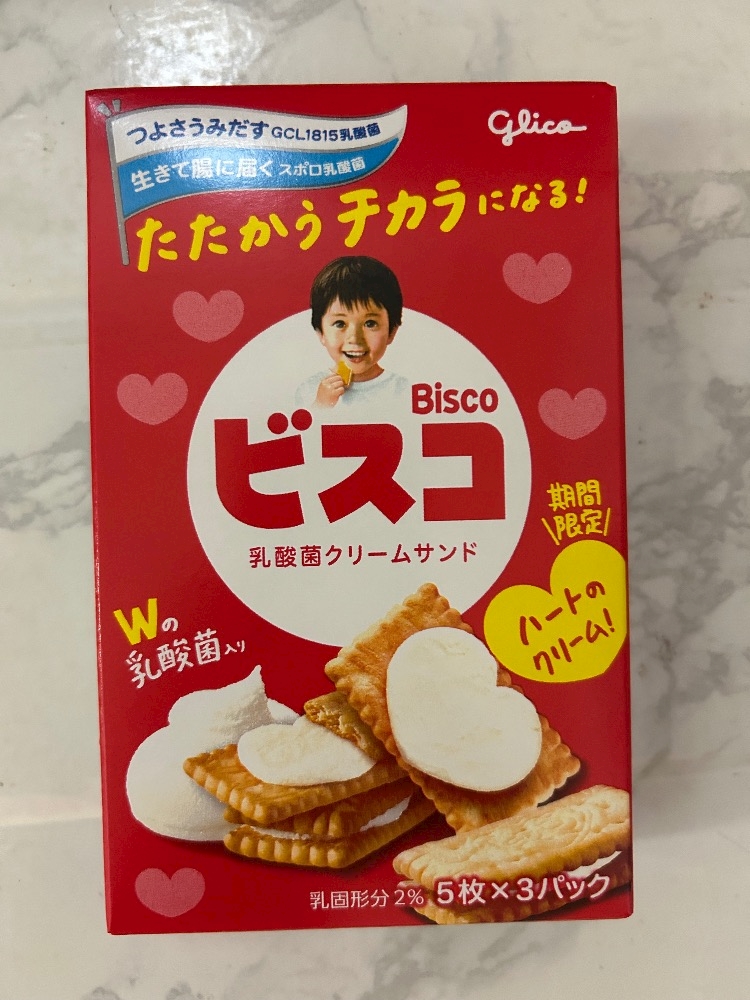 つよさうみだすGCL1815乳酸菌
生きて腸に届くスポロ乳酸菌
glico
たたかうチカラになる!
Bisco
ビスコ
乳酸菌クリームサンド
期間
限定
ハートの
クリーム!
Wの
乳酸菌入り
乳固形分2% 5枚×3パック